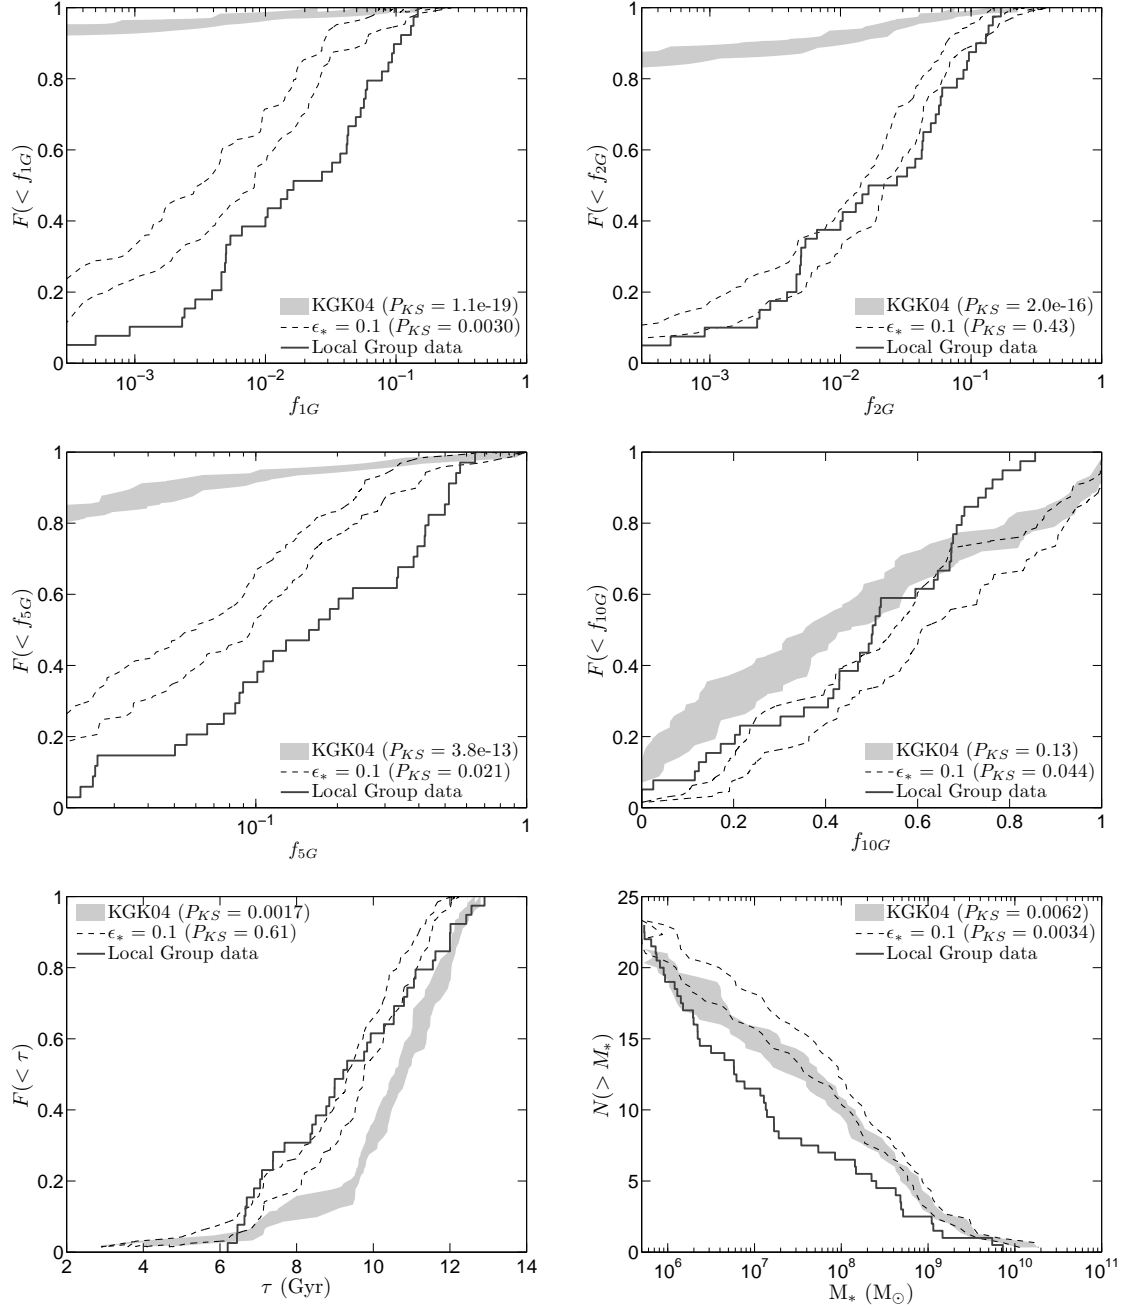 1
0.8
0.6
0.4
0.2
0
F(< f1G)
KGK04 (PKS = 1.1e-19)
ϵ* = 0.1 (PKS = 0.0030)
Local Group data
10−3 10−2 10−1 1
f1G
1
0.8
0.6
0.4
0.2
0
F(< f2G)
KGK04 (PKS = 2.0e-16)
ϵ* = 0.1 (PKS = 0.43)
Local Group data
10−3 10−2 10−1 1
f2G
1
0.8
0.6
0.4
0.2
0
F(< f5G)
KGK04 (PKS = 3.8e-13)
ϵ* = 0.1 (PKS = 0.021)
Local Group data
10−1 1
f5G
1
0.8
0.6
0.4
0.2
0
F(< f10G)
KGK04 (PKS = 0.13)
ϵ* = 0.1 (PKS = 0.044)
Local Group data
0 0.2 0.4 0.6 0.8 1
f10G
1
0.8
0.6
0.4
0.2
0
F(< τ)
KGK04 (PKS = 0.0017)
ϵ* = 0.1 (PKS = 0.61)
Local Group data
2 4 6 8 10 12 14
τ (Gyr)
25
20
15
10
5
0
N(> M*)
KGK04 (PKS = 0.0062)
ϵ* = 0.1 (PKS = 0.0034)
Local Group data
10^6 10^7 10^8 10^9 10^10 10^11
M* (M⊙)